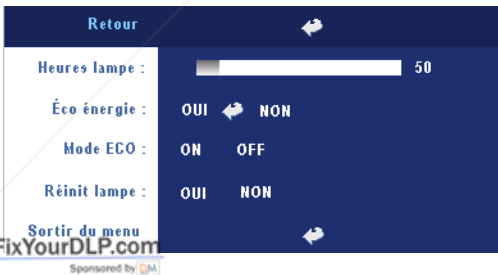 Retour
Heures lampe : 50
Éco énergie : OUI NON
Mode ECO : ON OFF
Réinit lampe : OUI NON
Sortir du menu
FixYourDLP.com
Sponsored by DM